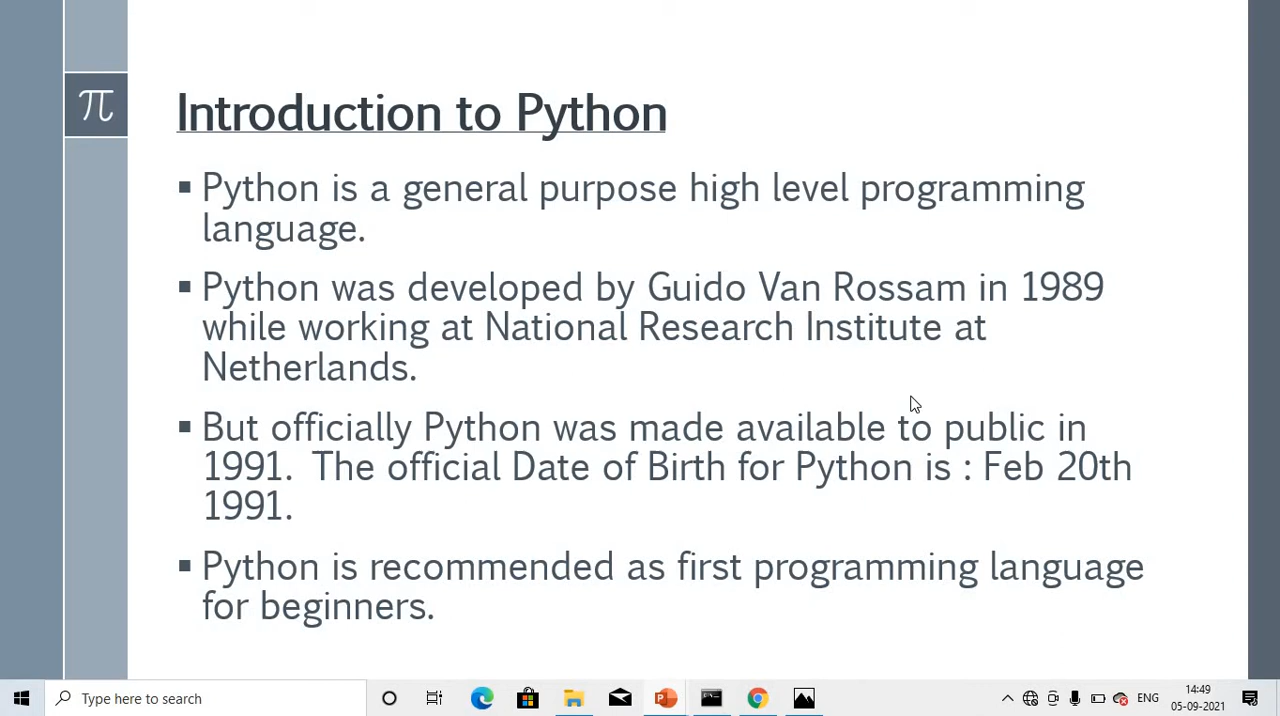 π
Introduction to Python
▪ Python is a general purpose high level programming
language.
▪ Python was developed by Guido Van Rossam in 1989
while working at National Research Institute at
Netherlands.
▪ But officially Python was made available to public in
1991.  The official Date of Birth for Python is : Feb 20th
1991.
▪ Python is recommended as first programming language
for beginners.
Type here to search
ENG
14:49
05-09-2021